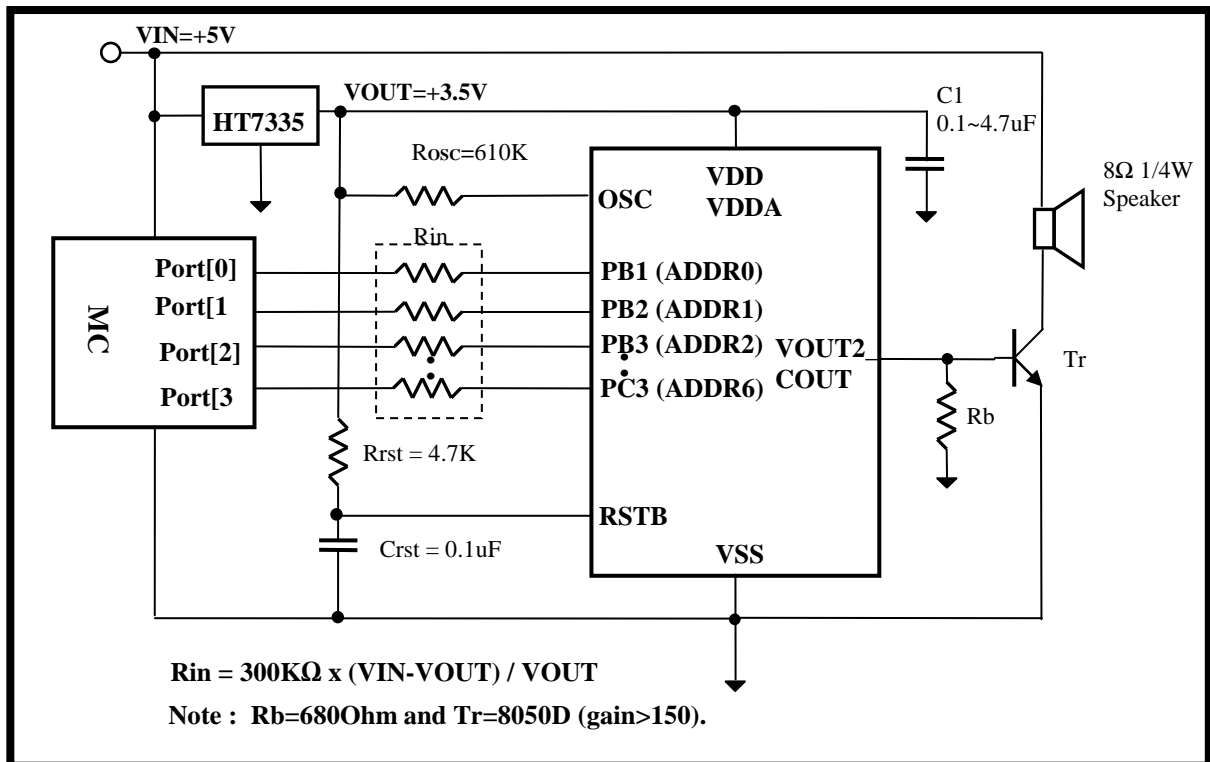 VIN=+5V
HT7335
VOUT=+3.5V
C1
0.1~4.7uF
Rosc=610K
8Ω 1/4W
Speaker
VDD
VDDA
OSC
Rin
MC
Port[0]
Port[1
Port[2]
Port[3
PB1 (ADDR0)
PB2 (ADDR1)
PB3 (ADDR2)
PC3 (ADDR6)
VOUT2
COUT
Tr
Rb
Rrst = 4.7K
RSTB
Crst = 0.1uF
VSS
Rin = 300KΩ x (VIN-VOUT) / VOUT
Note : Rb=680Ohm and Tr=8050D (gain>150).